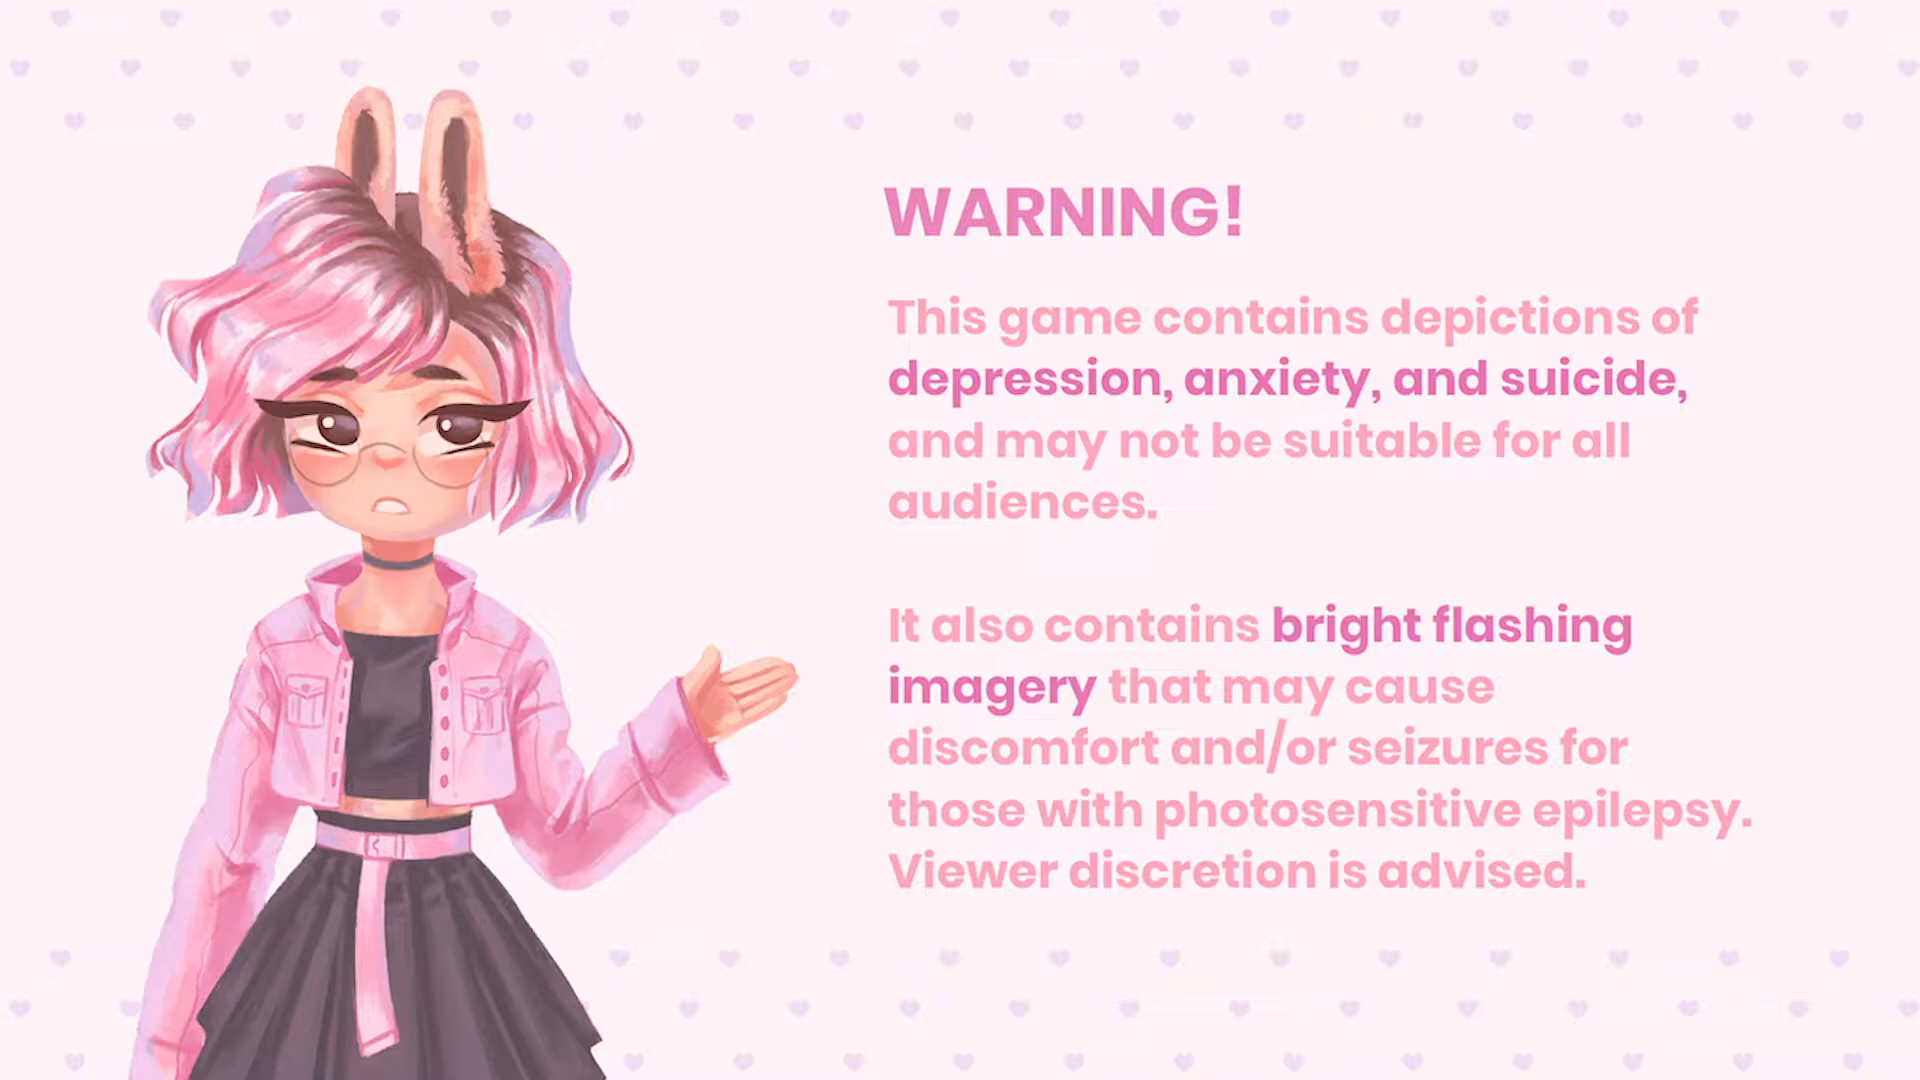 WARNING!
This game contains depictions of
depression, anxiety, and suicide,
and may not be suitable for all
audiences.
It also contains bright flashing
imagery that may cause
discomfort and/or seizures for
those with photosensitive epilepsy.
Viewer discretion is advised.